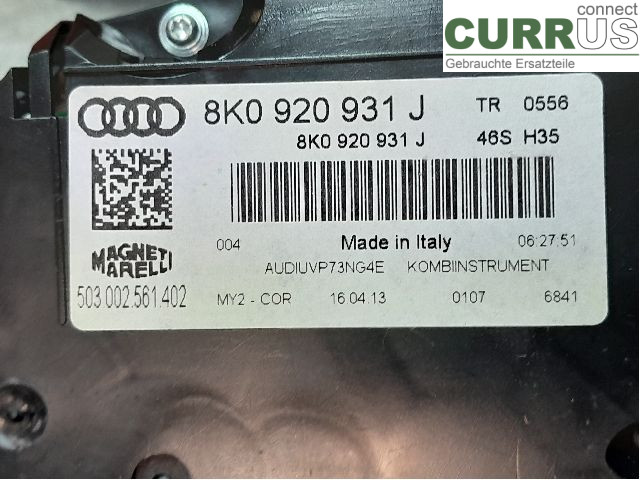 connect
CURRUS
Gebrauchte Ersatzteile
8K0 920 931 J TR 0556
8K0 920 931 J 46S H35
004 Made in Italy 06:27:51
MAGNETI
MARELLI
AUDIUVP73NG4E KOMBIINSTRUMENT
503.002.561.402 MY2 - COR 16.04.13 0107 6841